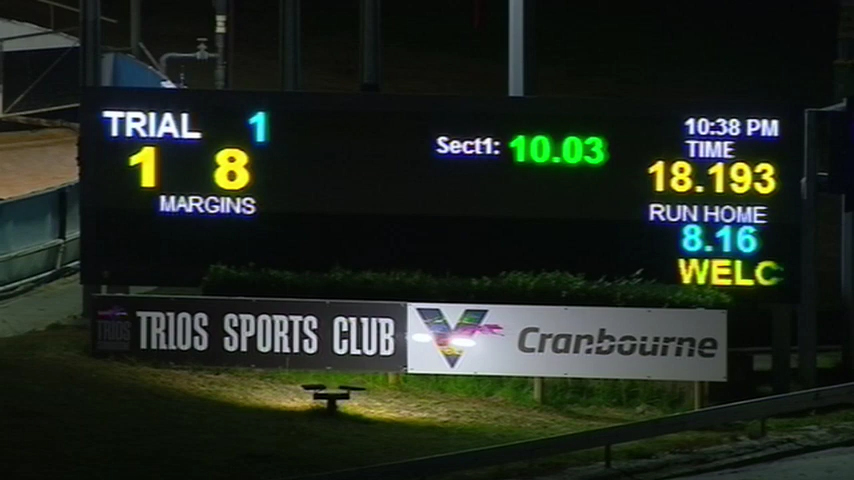 TRIAL 1
1 8
MARGINS
Sect1: 10.03
10:38 PM
TIME
18.193
RUN HOME
8.16
WELC
TRIOS
TR1OS SPORTS CLUB
Cranbourne